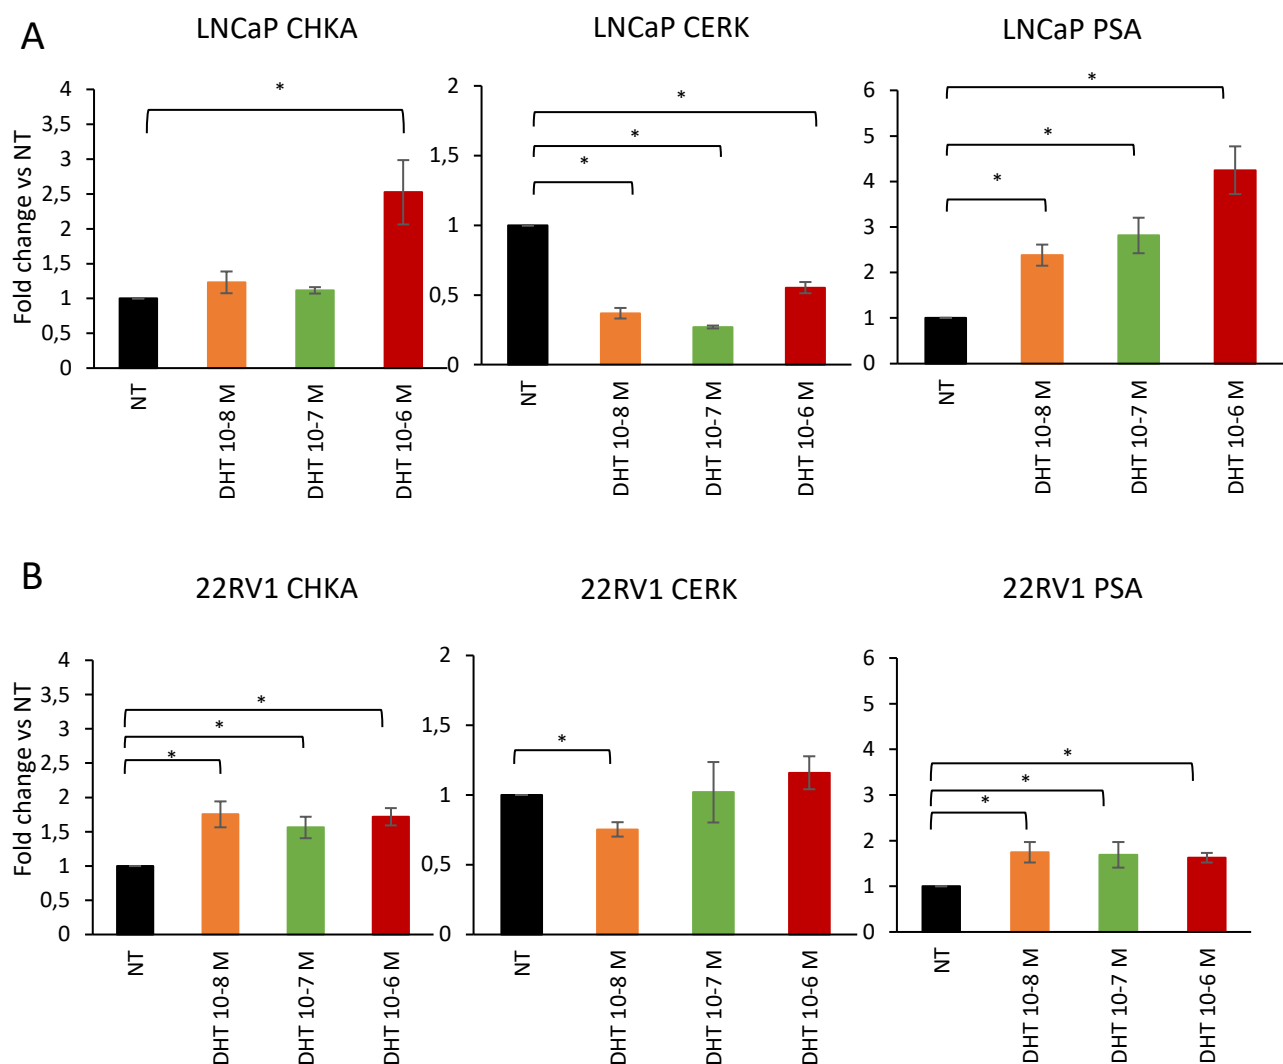 A
LNCaP CHKA
LNCaP CERK
LNCaP PSA
Fold change vs NT
4
3,5
3
2,5
2
1,5
1
0,5
0
*
NT
DHT 10-8 M
DHT 10-7 M
DHT 10-6 M
2
1,5
1
0,5
0
*
*
*
NT
DHT 10-8 M
DHT 10-7 M
DHT 10-6 M
6
5
4
3
2
1
0
*
*
*
NT
DHT 10-8 M
DHT 10-7 M
DHT 10-6 M
B
22RV1 CHKA
22RV1 CERK
22RV1 PSA
Fold change vs NT
4
3,5
3
2,5
2
1,5
1
0,5
0
*
*
*
NT
DHT 10-8 M
DHT 10-7 M
DHT 10-6 M
2
1,5
1
0,5
0
*
NT
DHT 10-8 M
DHT 10-7 M
DHT 10-6 M
6
5
4
3
2
1
0
*
*
*
NT
DHT 10-8 M
DHT 10-7 M
DHT 10-6 M